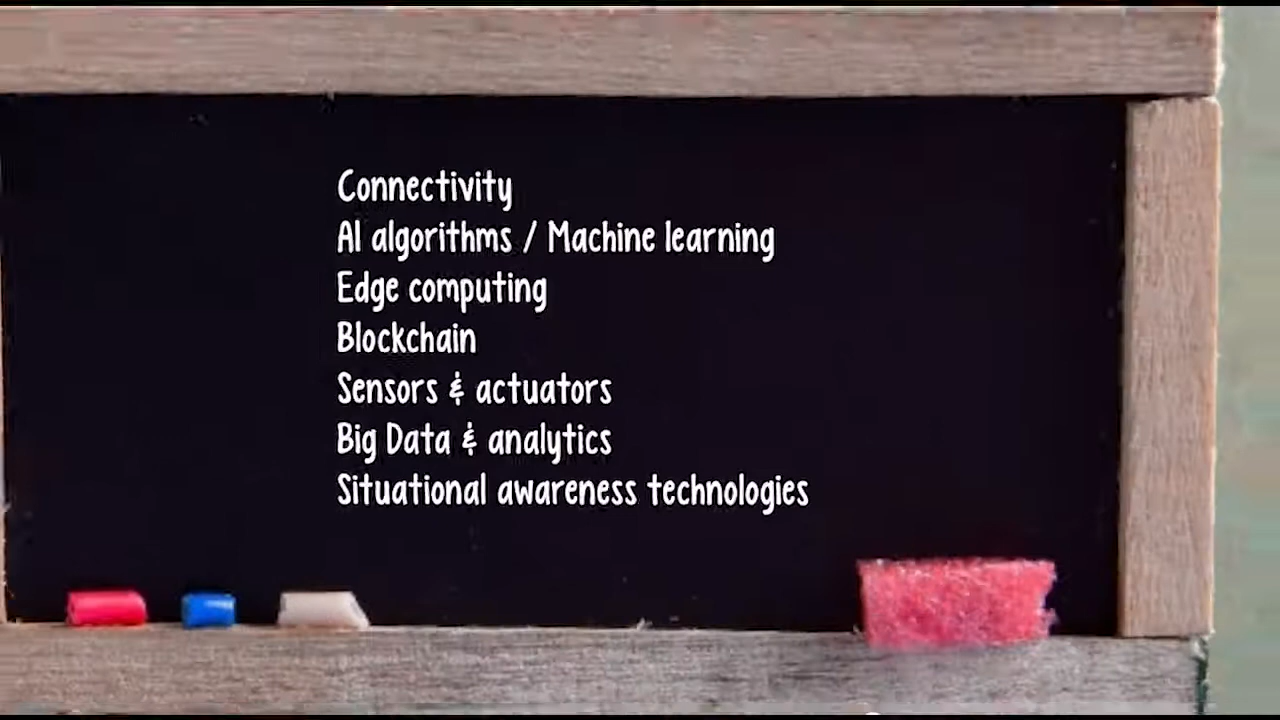 Connectivity
AI algorithms / Machine learning
Edge computing
Blockchain
Sensors & actuators
Big Data & analytics
Situational awareness technologies